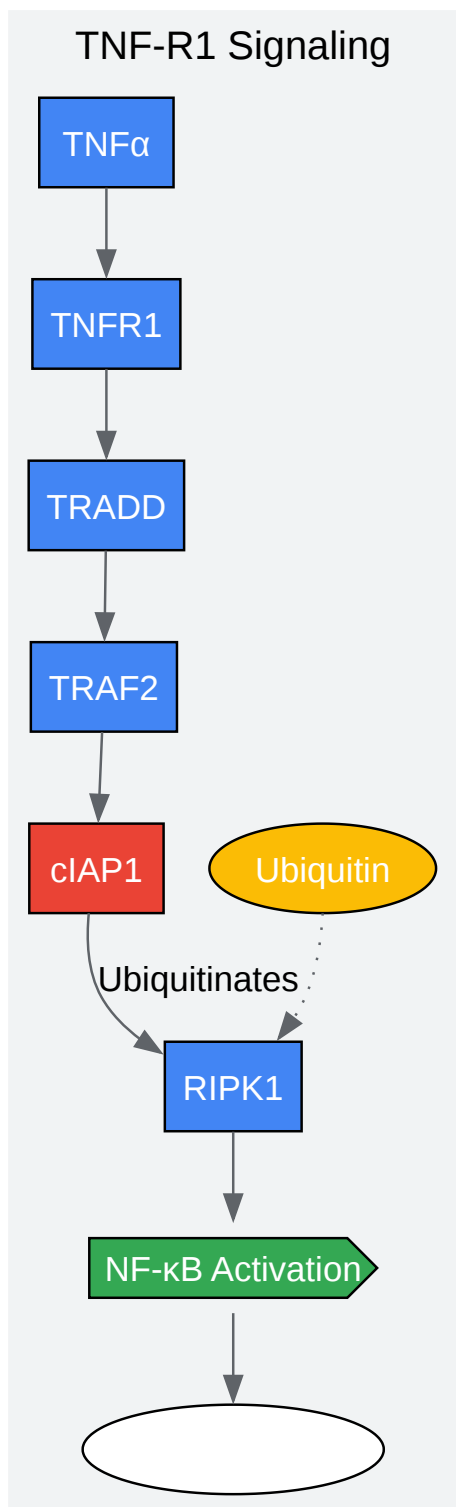 TNF-R1 Signaling
TNFα
TNFR1
TRADD
TRAF2
cIAP1
Ubiquitin
Ubiquitinates
RIPK1
NF-κB Activation